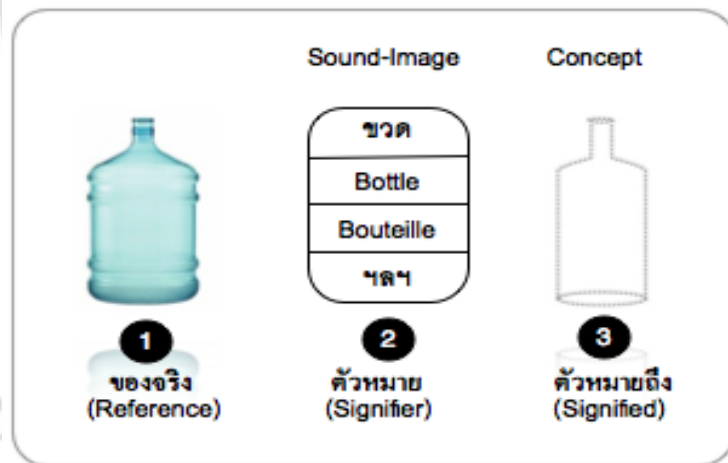 Sound-Image
Concept
ขวด
Bottle
Bouteille
ฯลฯ
1
ของจริง
(Reference)
2
ตัวหมาย
(Signifier)
3
ตัวหมายถึง
(Signified)